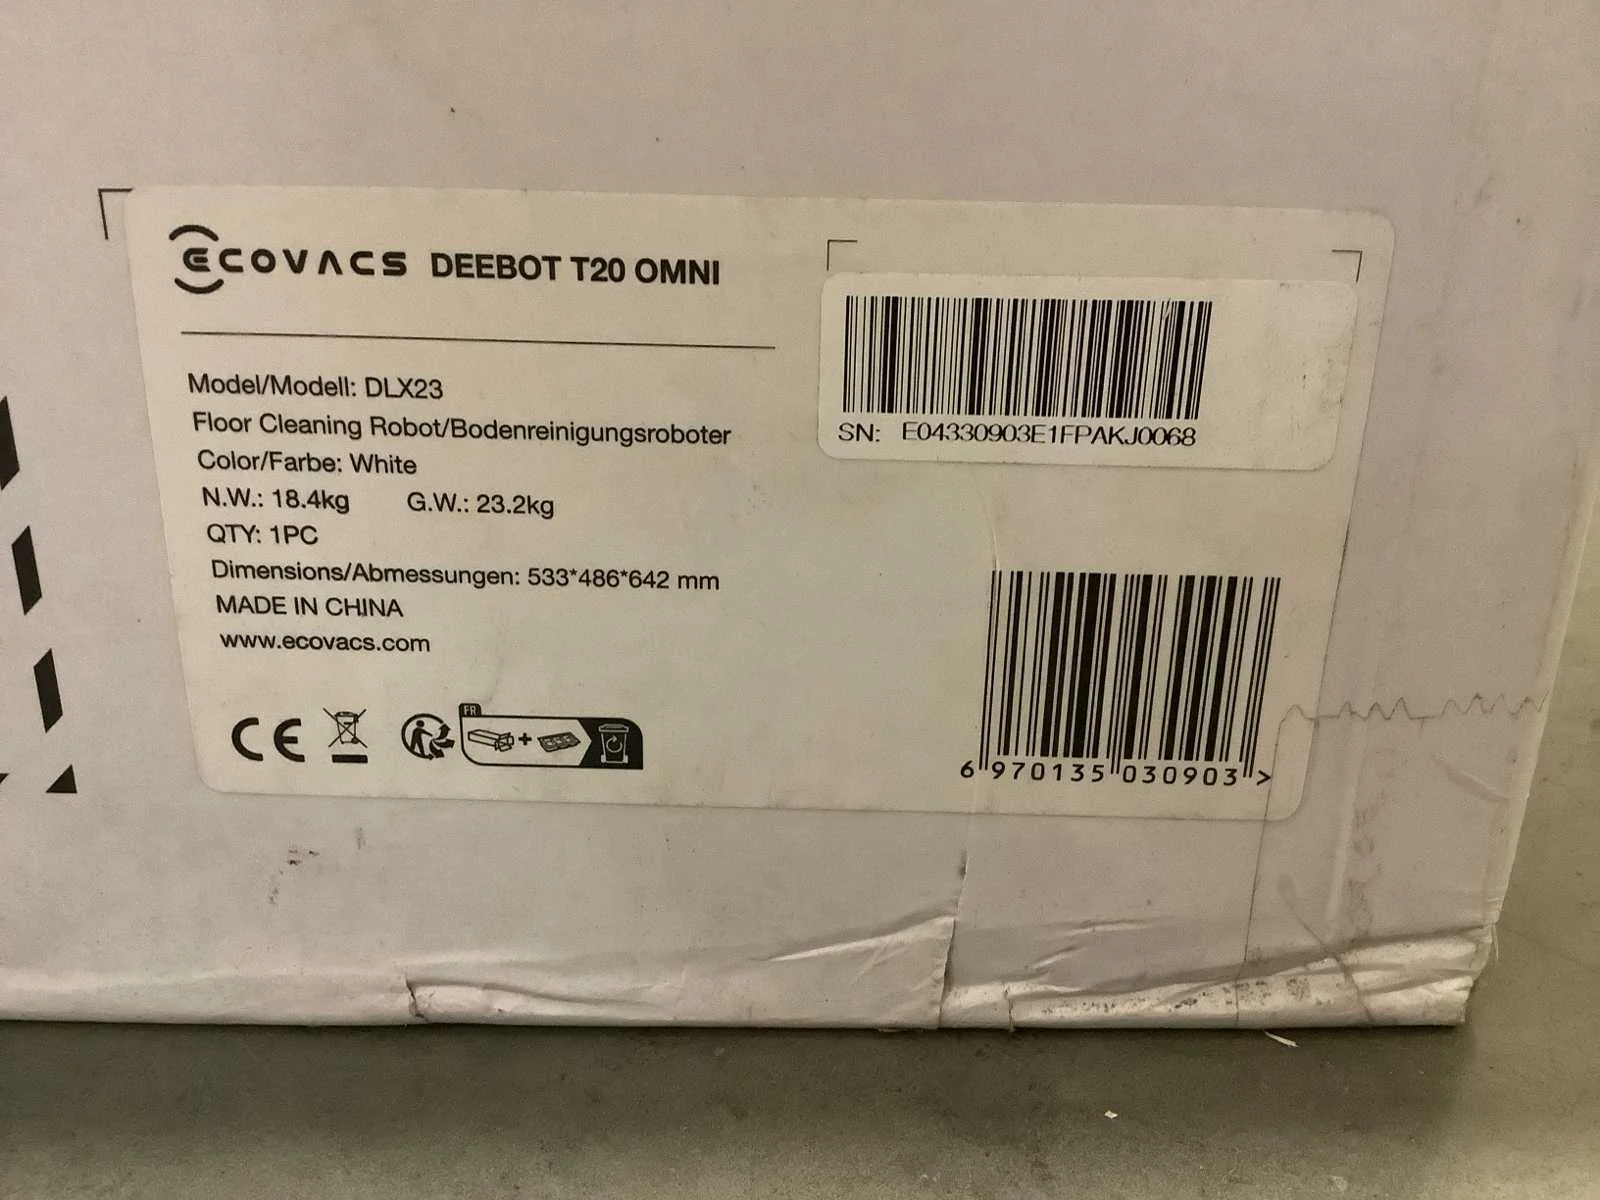 ECOVACS DEEBOT T20 OMNI
Model/Modell: DLX23
Floor Cleaning Robot/Bodenreinigungsroboter
Color/Farbe: White
N.W.: 18.4kg G.W.: 23.2kg
QTY: 1PC
Dimensions/Abmessungen: 533*486*642 mm
MADE IN CHINA
www.ecovacs.com
CE
FR
+
SN: E04330903E1FPAKJ0068
6 970135 030903 >